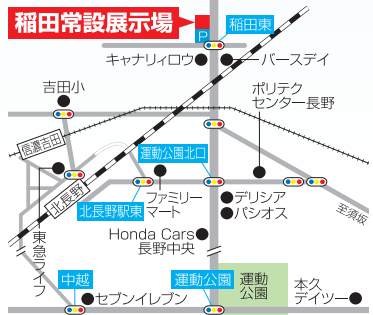 稲田常設展示場
P
稲田東
キャナリィロウ
バースデイ
吉田小
ポリテク
センター長野
信濃吉田
運動公園北口
北長野
ファミリー
マート
北長野駅東
デリシア
パシオス
至須坂
東急ライフ
Honda Cars
長野中央
中越
セブンイレブン
運動公園
運動
公園
本久
デイツー